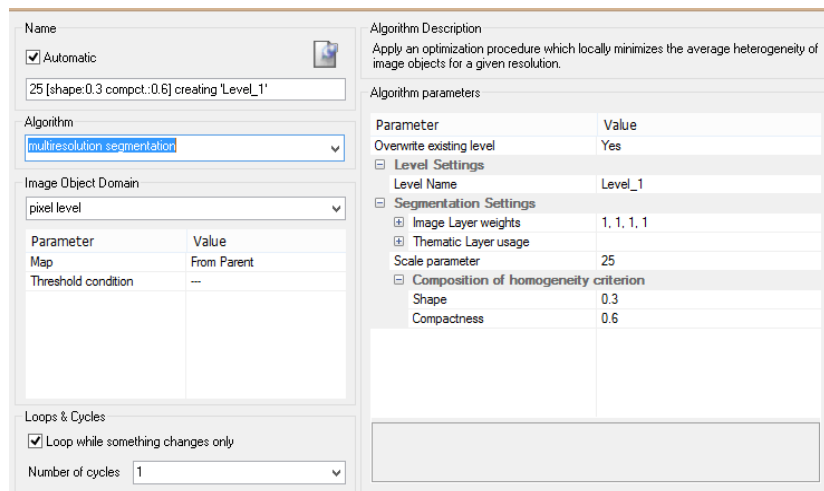 Name
Automatic
25 [shape:0.3 compct.:0.6] creating 'Level_1'
Algorithm
multiresolution segmentation
Image Object Domain
pixel level
Parameter Value
Map From Parent
Threshold condition ---
Loops & Cycles
Loop while something changes only
Number of cycles 1
Algorithm Description
Apply an optimization procedure which locally minimizes the average heterogeneity of
image objects for a given resolution.
Algorithm parameters
Parameter Value
Overwrite existing level Yes
Level Settings
Level Name Level_1
Segmentation Settings
Image Layer weights 1, 1, 1, 1
Thematic Layer usage
Scale parameter 25
Composition of homogeneity criterion
Shape 0.3
Compactness 0.6